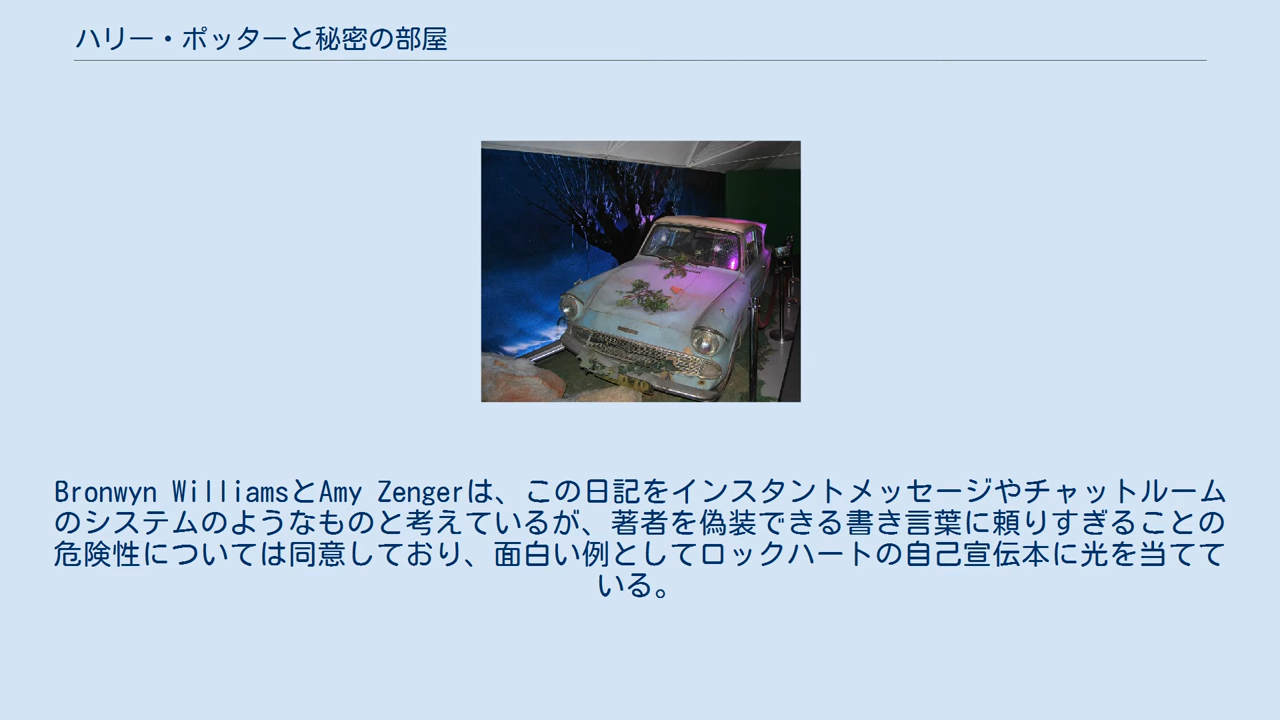 ハリー・ポッターと秘密の部屋
Bronwyn WilliamsとAmy Zengerは、この日記をインスタントメッセージやチャットルーム
のシステムのようなものと考えているが、著者を偽装できる書き言葉に頼りすぎることの
危険性については同意しており、面白い例としてロックハートの自己宣伝本に光を当てて
いる。